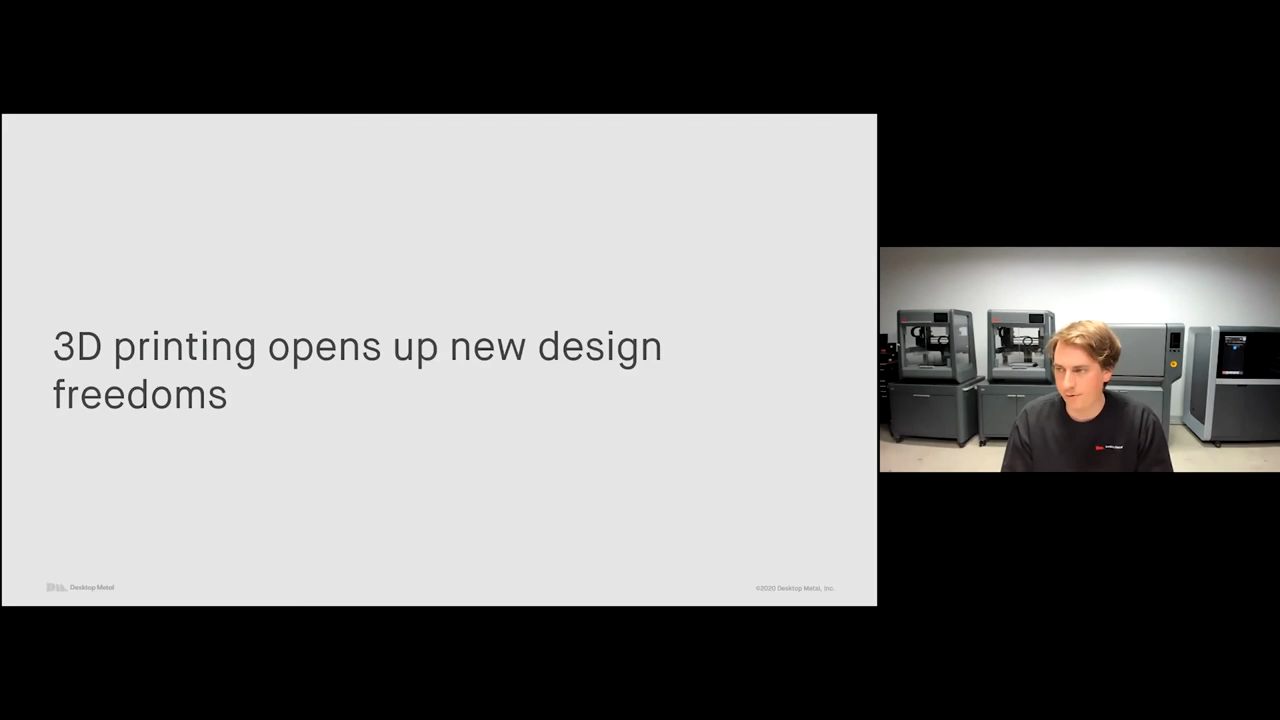 3D printing opens up new design
freedoms
Desktop Metal
©2020 Desktop Metal, Inc.